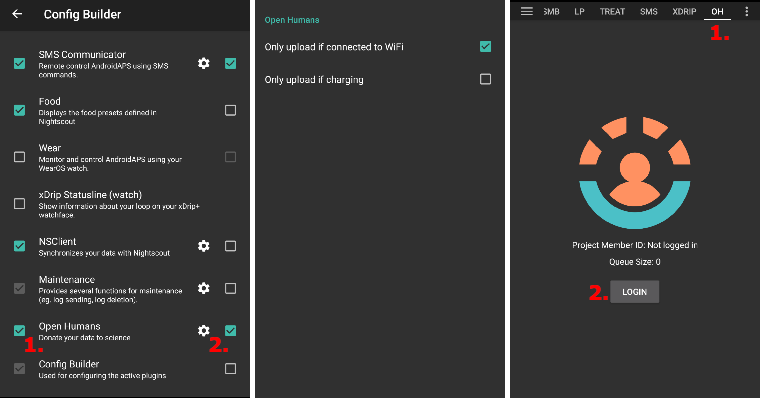 Config Builder
SMS Communicator
Remote control AndroidAPS using SMS
commands.
Food
Displays the food presets defined in
Nightscout
Wear
Monitor and control AndroidAPS using your
WearOS watch.
xDrip Statusline (watch)
Show information about your loop on your xDrip+
watchface.
NSClient
Synchronizes your data with Nightscout
Maintenance
Provides several functions for maintenance
(eg. log sending, log deletion).
Open Humans
Donate your data to science
1.
2.
Config Builder
Used for configuring the active plugins
Open Humans
Only upload if connected to WiFi
Only upload if charging
SMB LP TREAT SMS XDRIP OH
1.
Project Member ID: Not logged in
Queue Size: 0
2.
LOGIN